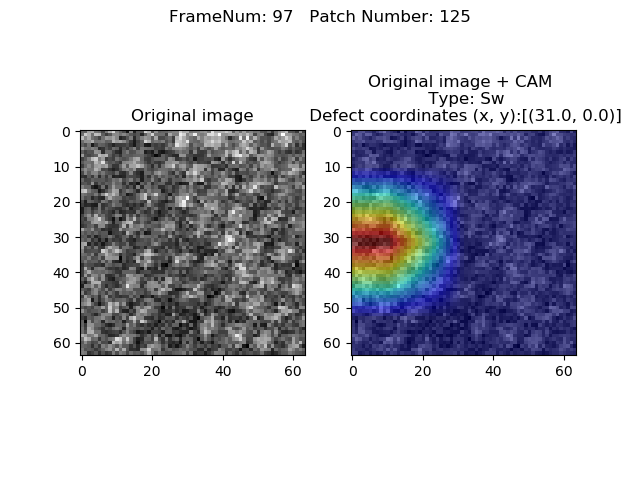 FrameNum: 97   Patch Number: 125
Original image
0
10
20
30
40
50
60
0 20 40 60
Original image + CAM
Type: Sw
Defect coordinates (x, y):[(31.0, 0.0)]
0
10
20
30
40
50
60
0 20 40 60